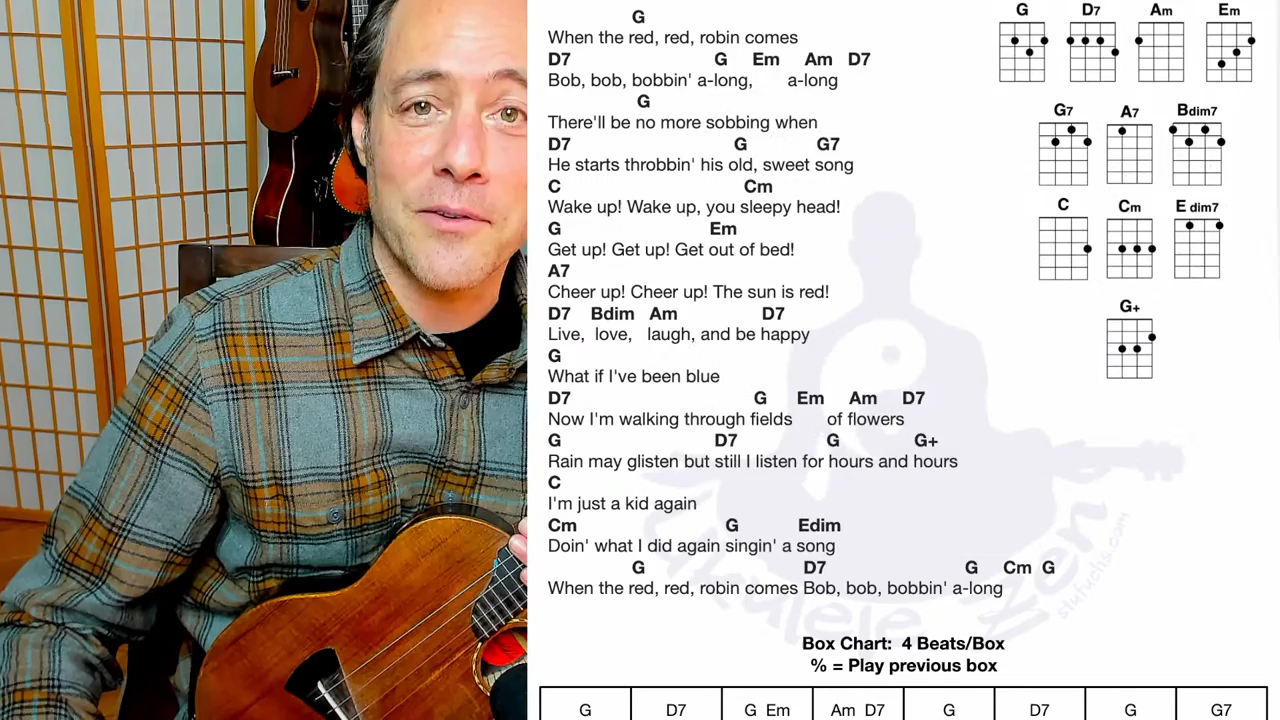 G
When the red, red, robin comes
D7 G Em Am D7
Bob, bob, bobbin' a-long, a-long
G
There'll be no more sobbing when
D7 G G7
He starts throbbin' his old, sweet song
C Cm
Wake up! Wake up, you sleepy head!
G Em
Get up! Get up! Get out of bed!
A7
Cheer up! Cheer up! The sun is red!
D7 Bdim Am D7
Live, love, laugh, and be happy
G
What if I've been blue
D7 G Em Am D7
Now I'm walking through fields of flowers
G D7 G G+
Rain may glisten but still I listen for hours and hours
C
I'm just a kid again
Cm G Edim
Doin' what I did again singin' a song
G D7 G Cm G
When the red, red, robin comes Bob, bob, bobbin' a-long
G D7 Am Em
G7 A7 Bdim7
C Cm E dim7
G+
Ukulele Zen
stufuchs.com
Box Chart: 4 Beats/Box
% = Play previous box
G D7 G Em Am D7 G D7 G G7